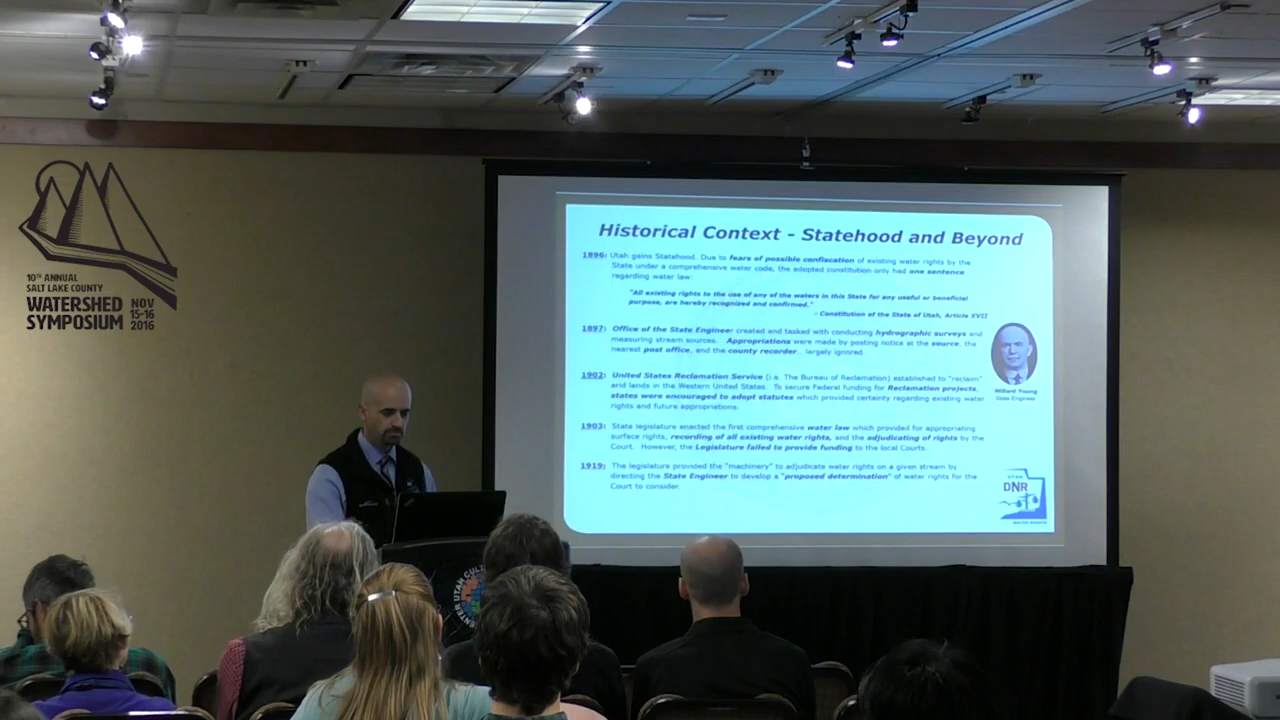 10TH ANNUAL
SALT LAKE COUNTY
WATERSHED
SYMPOSIUM
NOV
15-16
2016
Historical Context - Statehood and Beyond
1896: Utah gains Statehood. Due to fears of possible confiscation of existing water rights by the
State under a comprehensive water code, the adopted constitution only had one sentence
regarding water law:
"All existing rights to the use of any of the waters in this State for any useful or beneficial
purpose, are hereby recognized and confirmed."
- Constitution of the State of Utah, Article XVII
1897: Office of the State Engineer created and tasked with conducting hydrographic surveys and
measuring stream sources. Appropriations were made by posting notice at the source, the
nearest post office, and the county recorder... largely ignored.
Willard Young
State Engineer
1902: United States Reclamation Service (i.e. The Bureau of Reclamation) established to "reclaim"
arid lands in the Western United States. To secure Federal funding for Reclamation projects,
states were encouraged to adopt statutes which provided certainty regarding existing water
rights and future appropriations.
1903: State legislature enacted the first comprehensive water law which provided for appropriating
surface rights, recording of all existing water rights, and the adjudicating of rights by the
Court. However, the Legislature failed to provide funding to the local Courts.
1919: The legislature provided the "machinery" to adjudicate water rights on a given stream by
directing the State Engineer to develop a "proposed determination" of water rights for the
Court to consider.
UTAH
DNR
WATER RIGHTS
ENTER UTAH CUL